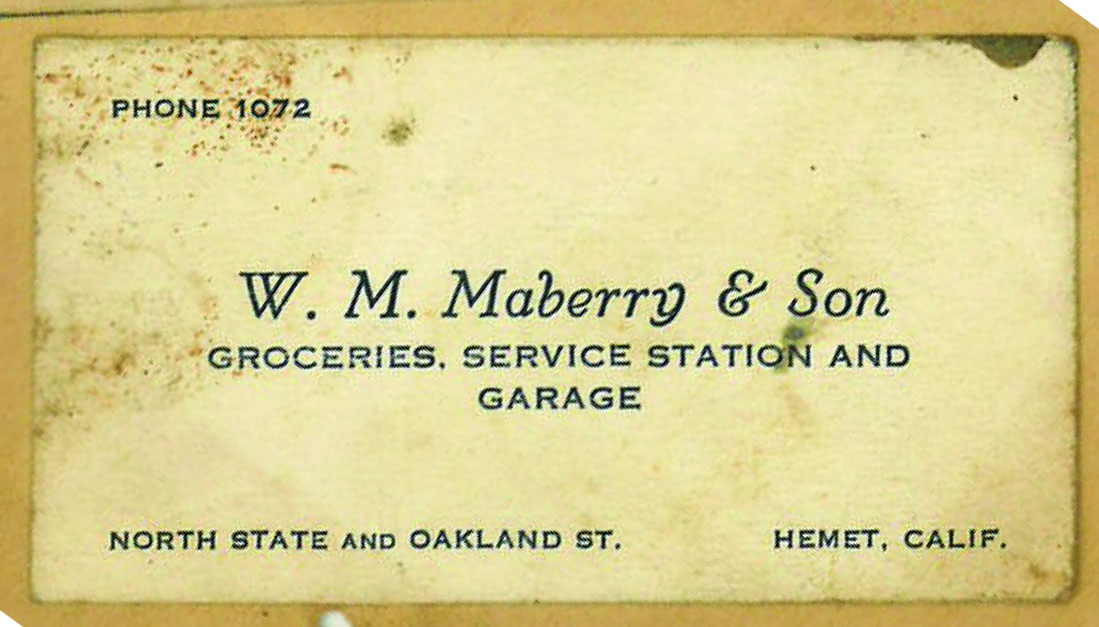 PHONE 1072
W. M. Maberry & Son
GROCERIES, SERVICE STATION AND
GARAGE
NORTH STATE AND OAKLAND ST. HEMET, CALIF.